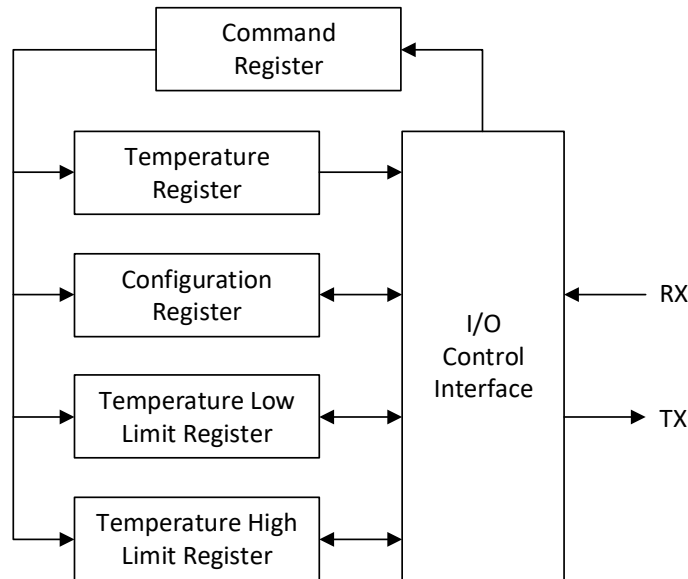 Command
Register
Temperature
Register
Configuration
Register
Temperature Low
Limit Register
Temperature High
Limit Register
I/O
Control
Interface
RX
TX